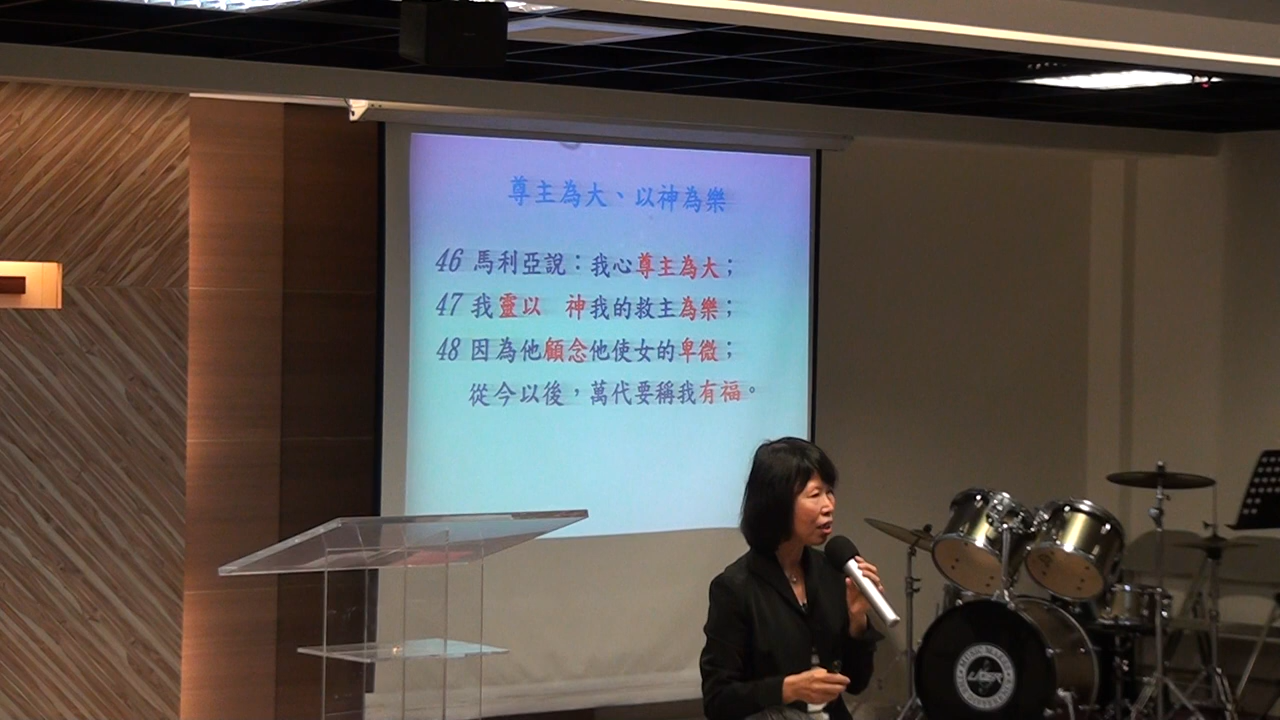 尊主為大、以神為樂
46 馬利亞說：我心尊主為大；
47 我靈以　神我的救主為樂；
48 因為他顧念他使女的卑微；
從今以後，萬代要稱我有福。